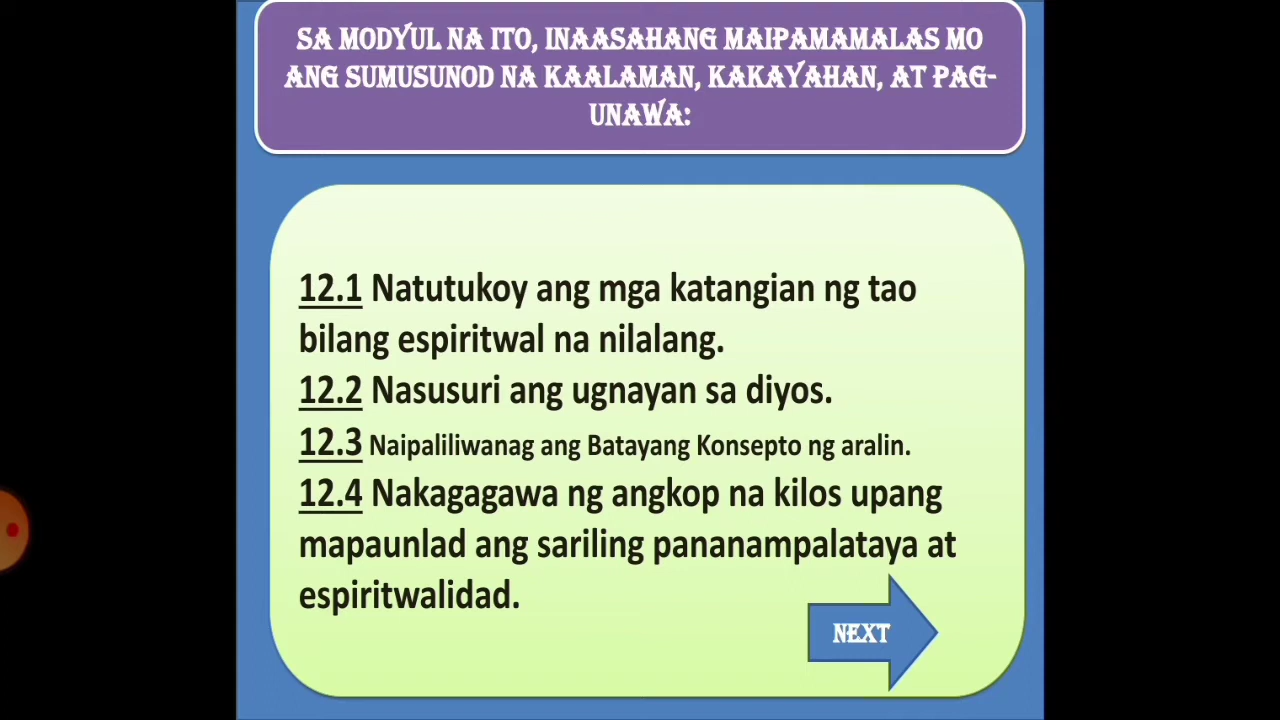 SA MODYUL NA ITO, INAASAHANG MAIPAMAMALAS MO
ANG SUMUSUNOD NA KAALAMAN, KAKAYAHAN, AT PAG-
UNAWA:
12.1 Natutukoy ang mga katangian ng tao
bilang espiritwal na nilalang.
12.2 Nasusuri ang ugnayan sa diyos.
12.3 Naipaliliwanag ang Batayang Konsepto ng aralin.
12.4 Nakagagawa ng angkop na kilos upang
mapaunlad ang sariling pananampalataya at
espiritwalidad.
NEXT